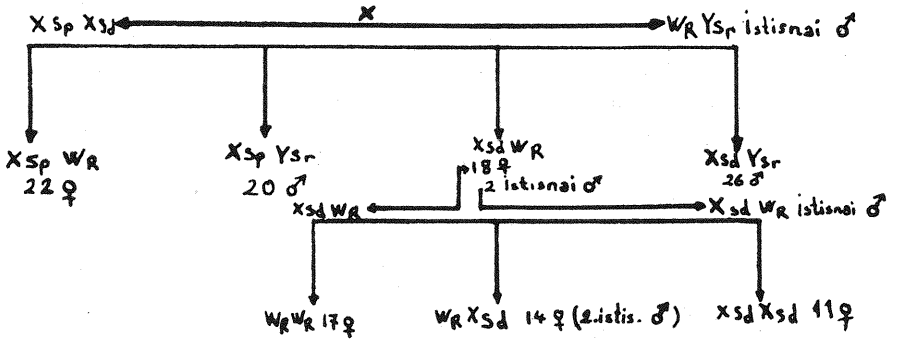 X
X Sp X Sd W R Y Sr istisnai ♂
X Sp W R
22 ♀
X Sp Y Sr
20 ♂
X Sd W R
18 ♀
2 istisnai ♂
X Sd Y Sr
26 ♂
X Sd W R
X Sd W R istisnai ♂
W R W R 17 ♀
W R X Sd 14 ♀ (2.istis. ♂)
X Sd X Sd 11 ♀